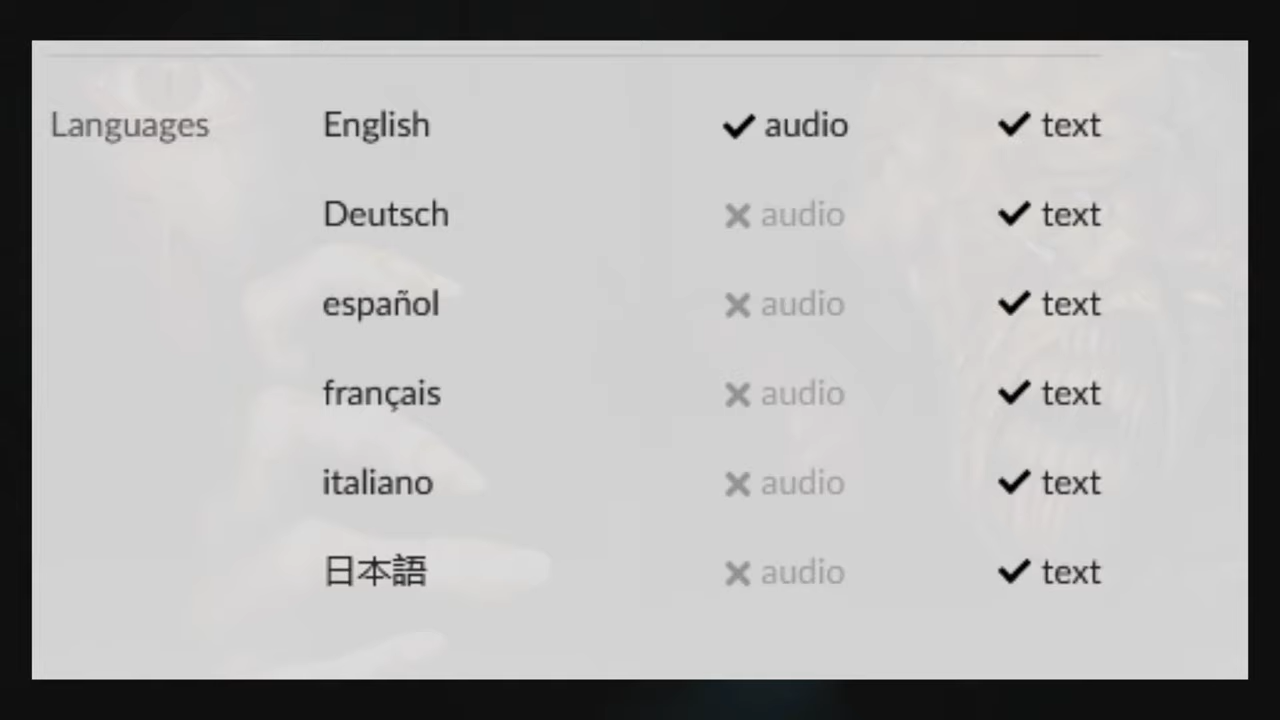 Languages English ✔ audio ✔ text
Deutsch ✖ audio ✔ text
español ✖ audio ✔ text
français ✖ audio ✔ text
italiano ✖ audio ✔ text
日本語 ✖ audio ✔ text